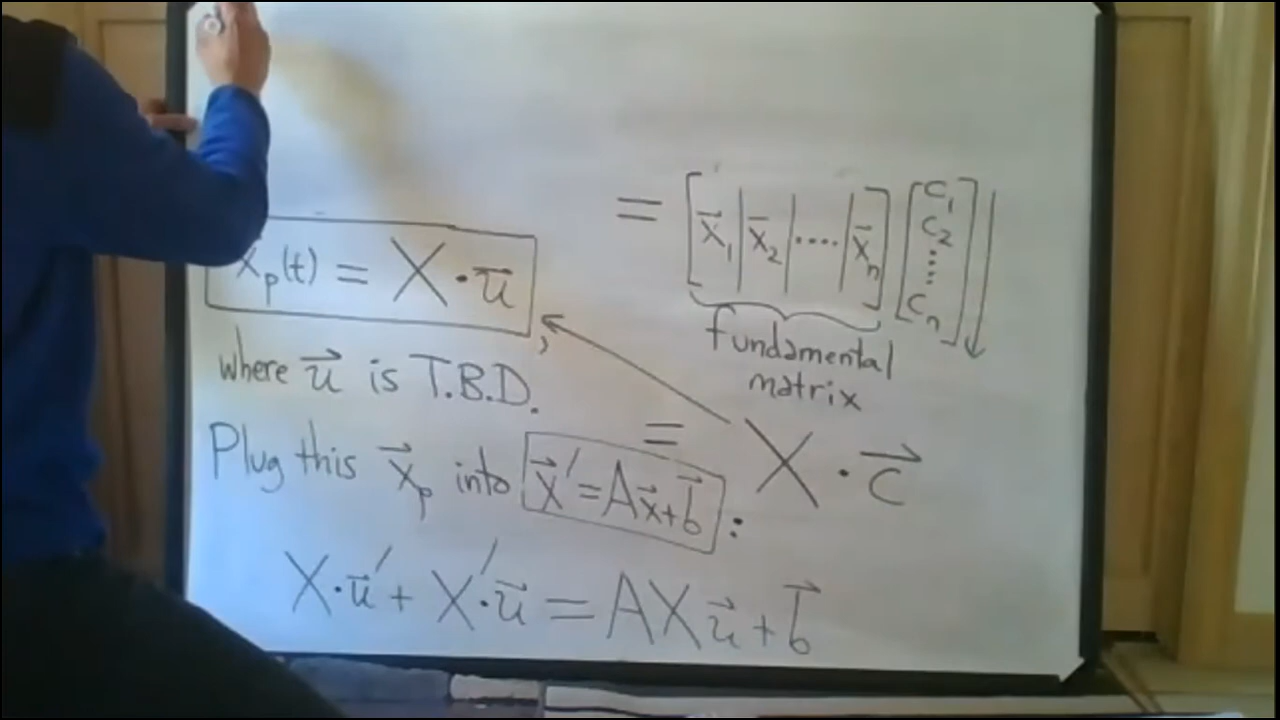 = [x⃗₁ | x⃗₂ | .... | x⃗ₙ] [c₁ c₂ ⋮ cₙ]
fundamental
matrix
= X · c⃗
x⃗ₚ(t) = X · u⃗ ,
where u⃗ is T.B.D.
Plug this x⃗ₚ into x⃗′ = Ax⃗ + b⃗ :
X · u⃗′ + X′ · u⃗ = AXu⃗ + b⃗